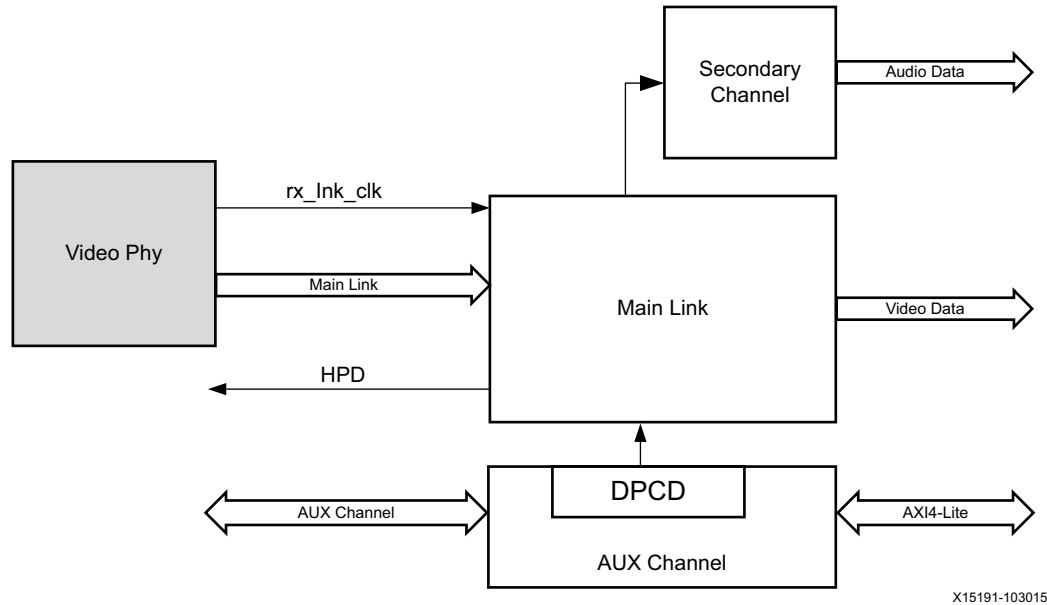 Secondary
Channel
Audio Data
rx_lnk_clk
Video Phy
Main Link
Main Link
Video Data
HPD
DPCD
AUX Channel
AXI4-Lite
AUX Channel
X15191-103015